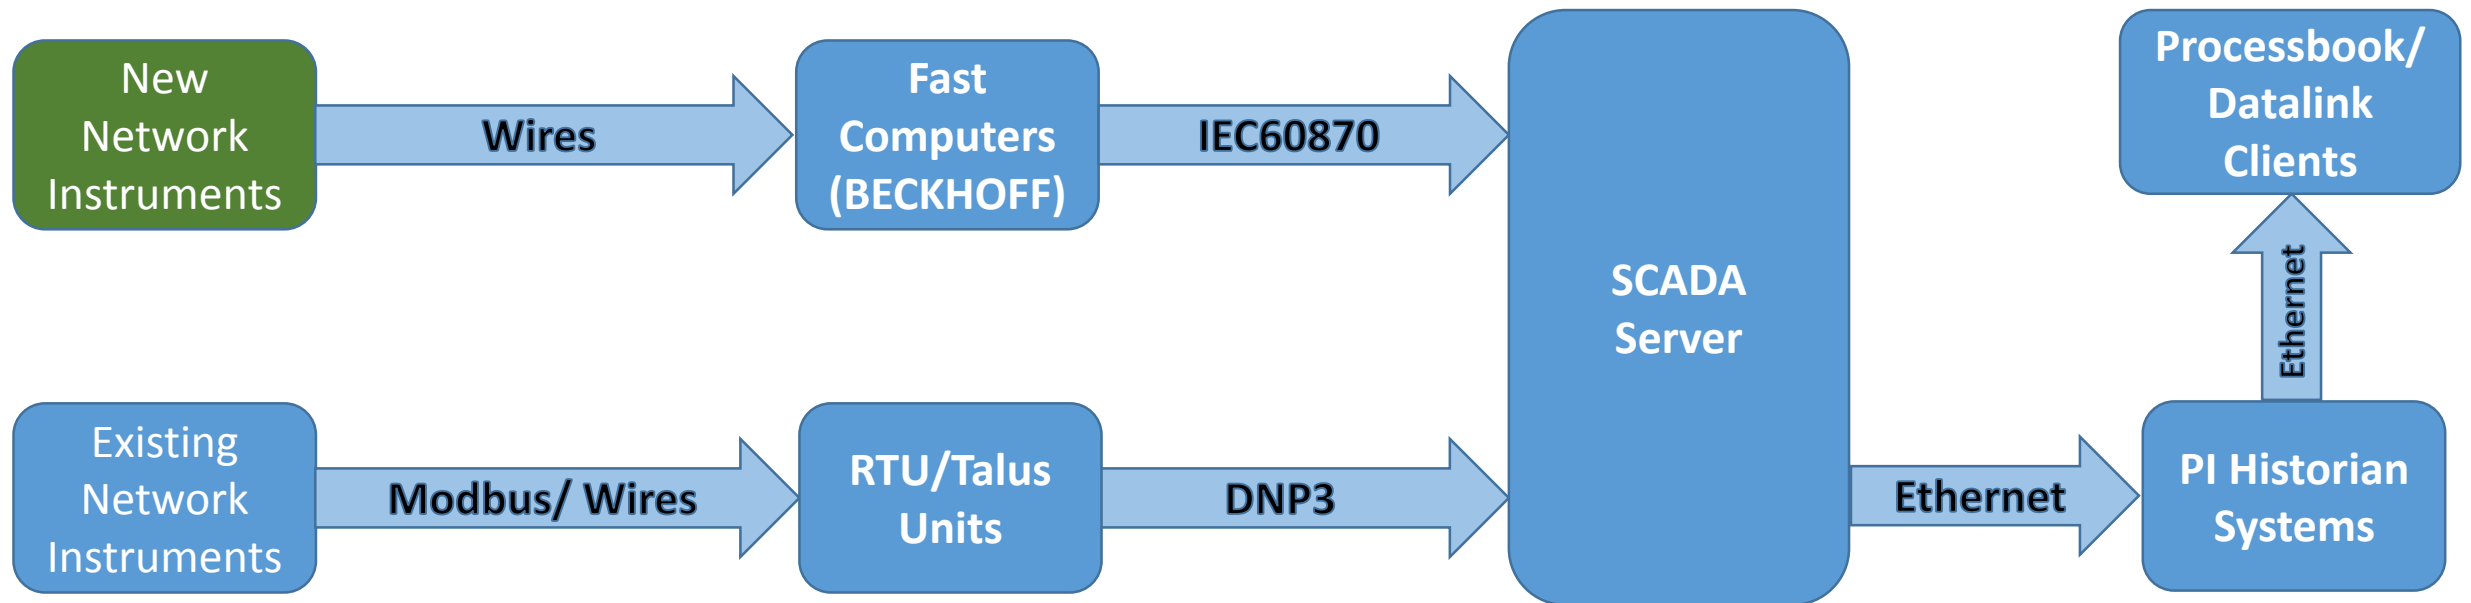 New
Network
Instruments
Wires
Fast
Computers
(BECKHOFF)
IEC60870
SCADA
Server
Processbook/
Datalink
Clients
Ethernet
Existing
Network
Instruments
Modbus/ Wires
RTU/Talus
Units
DNP3
Ethernet
PI Historian
Systems